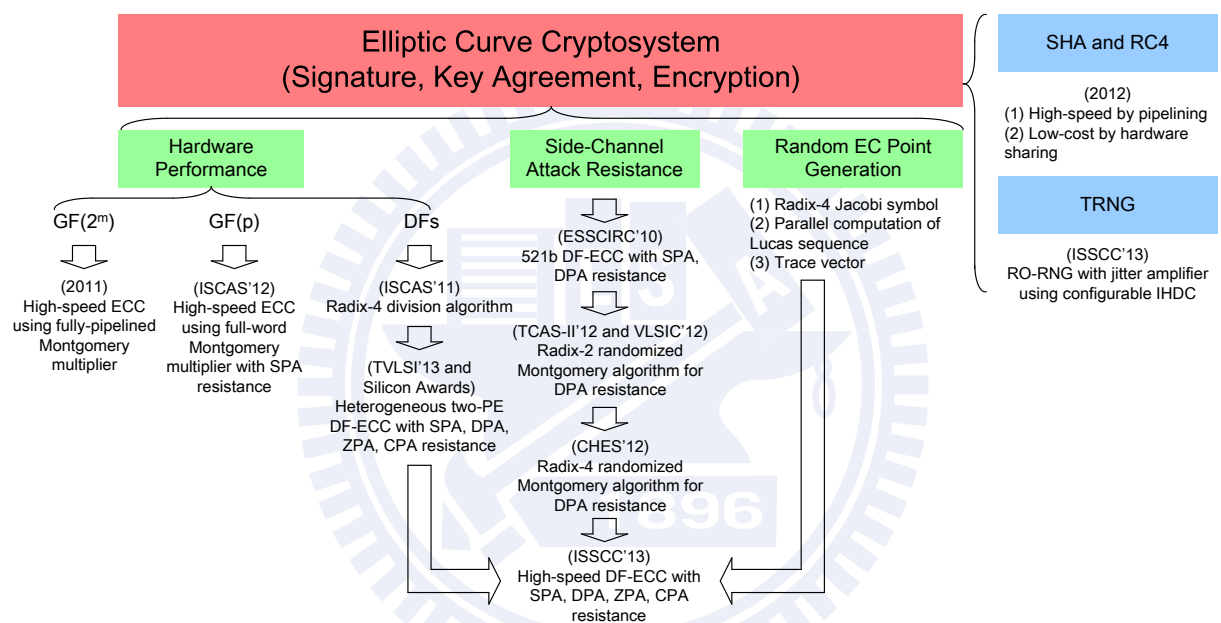 Elliptic Curve Cryptosystem
(Signature, Key Agreement, Encryption)
SHA and RC4
(2012)
(1) High-speed by pipelining
(2) Low-cost by hardware
sharing
TRNG
(ISSCC'13)
RO-RNG with jitter amplifier
using configurable IHDC
Hardware
Performance
GF(2ᵐ)
(2011)
High-speed ECC
using fully-pipelined
Montgomery
multiplier
GF(p)
(ISCAS'12)
High-speed ECC
using full-word
Montgomery
multiplier with SPA
resistance
DFs
(ISCAS'11)
Radix-4 division algorithm
(TVLSI'13 and
Silicon Awards)
Heterogeneous two-PE
DF-ECC with SPA, DPA,
ZPA, CPA resistance
Side-Channel
Attack Resistance
(ESSCIRC'10)
521b DF-ECC with SPA,
DPA resistance
(TCAS-II'12 and VLSIC'12)
Radix-2 randomized
Montgomery algorithm for
DPA resistance
(CHES'12)
Radix-4 randomized
Montgomery algorithm for
DPA resistance
(ISSCC'13)
High-speed DF-ECC with
SPA, DPA, ZPA, CPA
resistance
Random EC Point
Generation
(1) Radix-4 Jacobi symbol
(2) Parallel computation of
Lucas sequence
(3) Trace vector
1896